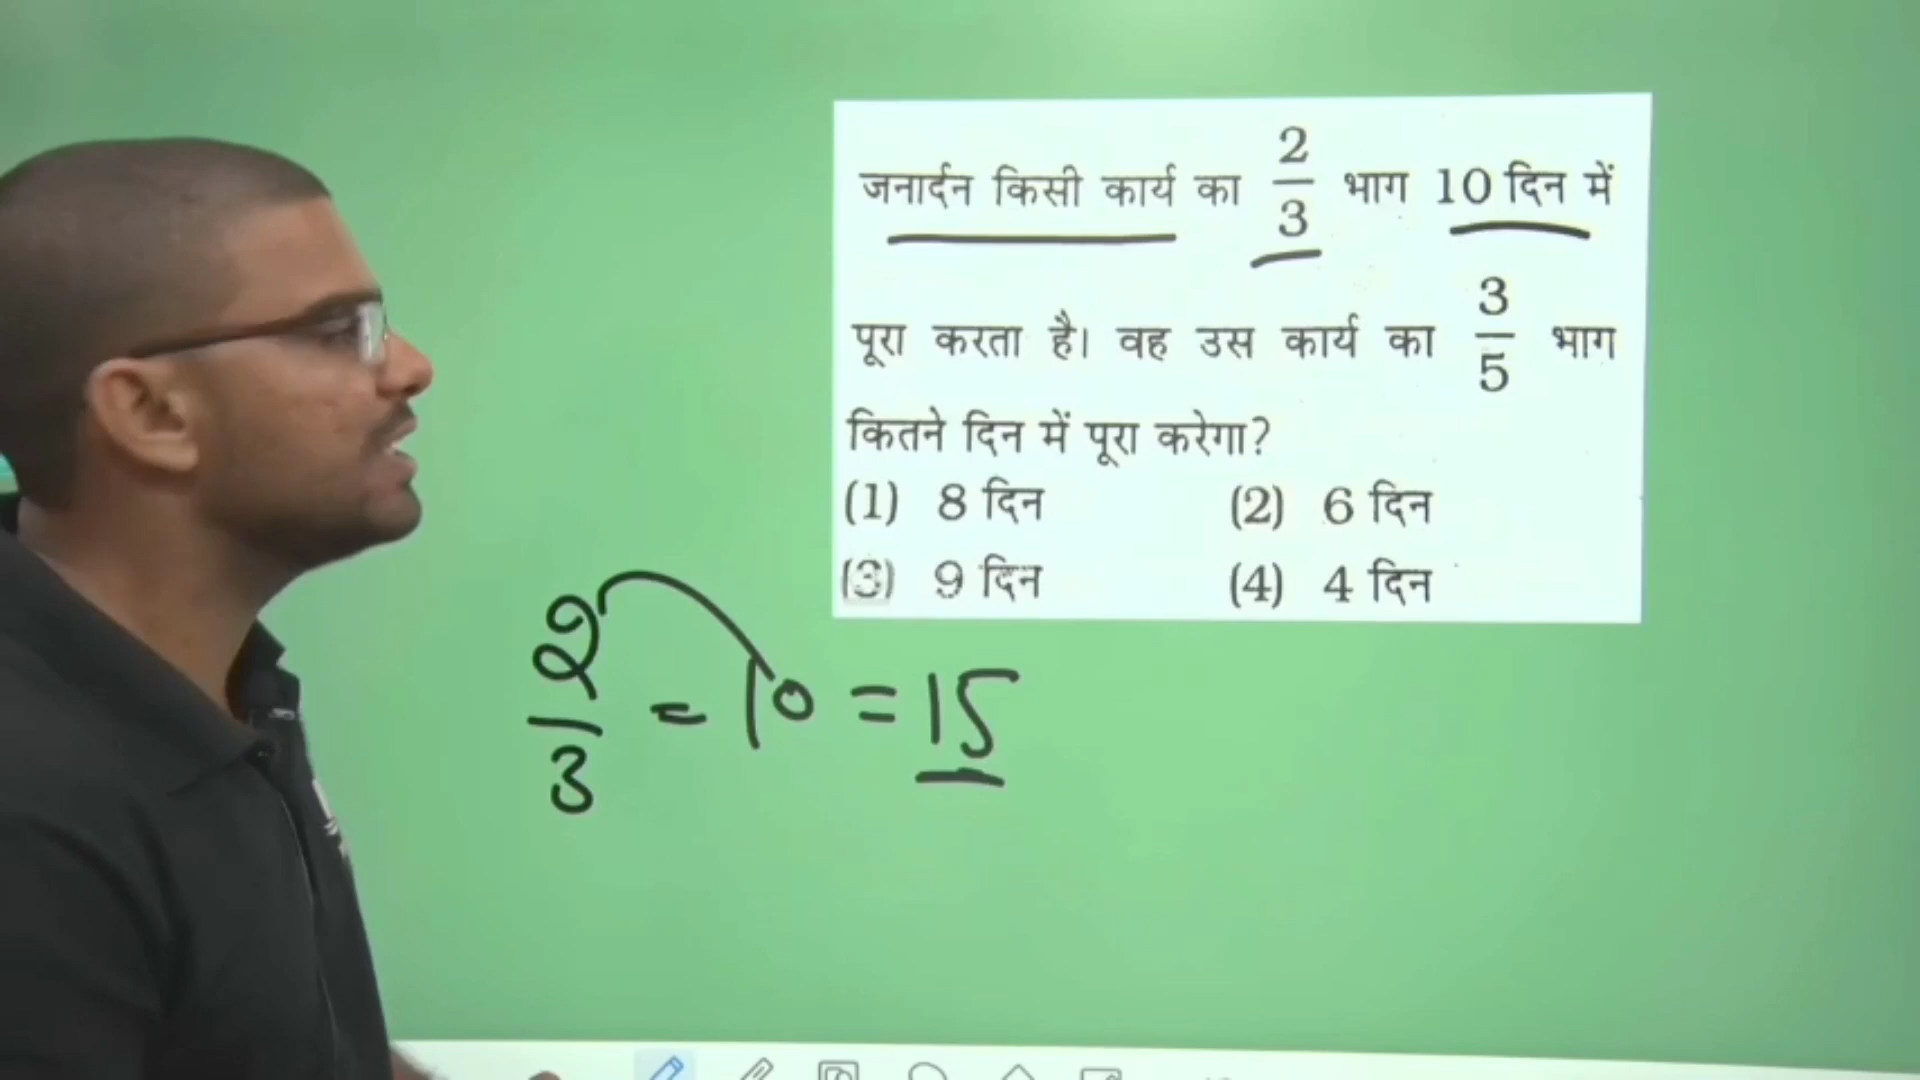 जनार्दन किसी कार्य का 2/3 भाग 10 दिन में
पूरा करता है। वह उस कार्य का 3/5 भाग
कितने दिन में पूरा करेगा?
(1) 8 दिन (2) 6 दिन
(3) 9 दिन (4) 4 दिन
2/3 = 10 = 15